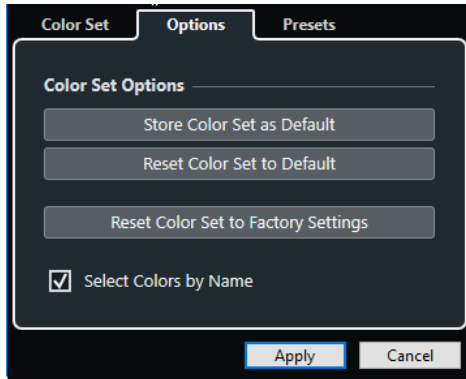 Color Set Options Presets
Color Set Options
Store Color Set as Default
Reset Color Set to Default
Reset Color Set to Factory Settings
Select Colors by Name
Apply Cancel